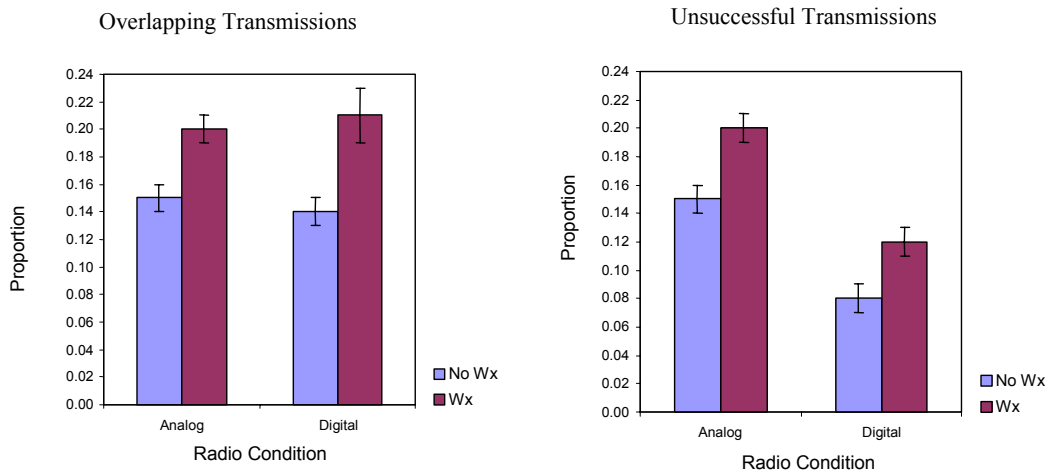 Overlapping Transmissions
0.24
0.22
0.20
0.18
0.16
0.14
0.12
0.10
0.08
0.06
0.04
0.02
0.00
Proportion
Analog
Digital
Radio Condition
No Wx
Wx
Unsuccessful Transmissions
0.24
0.22
0.20
0.18
0.16
0.14
0.12
0.10
0.08
0.06
0.04
0.02
0.00
Proportion
Analog
Digital
Radio Condition
No Wx
Wx